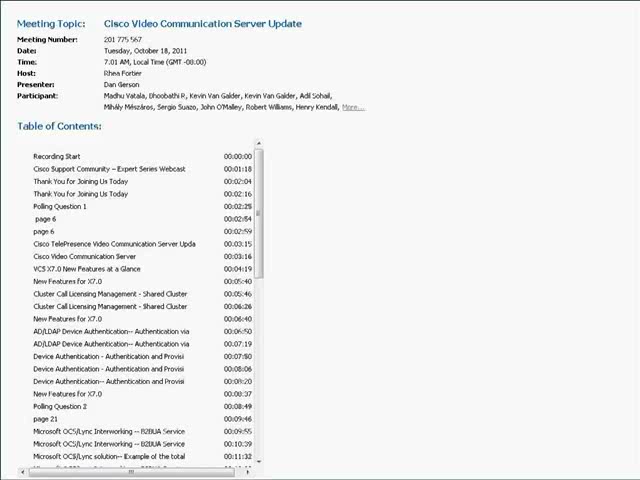 Meeting Topic: Cisco Video Communication Server Update
Meeting Number: 201 775 567
Date: Tuesday, October 18, 2011
Time: 7:01 AM, Local Time (GMT -08:00)
Host: Rhea Fortier
Presenter: Dan Gerson
Participant: Madhu Vatala, Bhoobathi R, Kevin Van Galder, Kevin Van Galder, Adil Sohail,
Mihály Mészáros, Sergio Suazo, John O'Malley, Robert Williams, Henry Kendall, More...
Table of Contents:
Recording Start 00:00:00
Cisco Support Community – Expert Series Webcast 00:01:18
Thank You for Joining Us Today 00:02:04
Thank You for Joining Us Today 00:02:16
Polling Question 1 00:02:25
page 6 00:02:54
page 6 00:02:59
Cisco TelePresence Video Communication Server Upda 00:03:15
Cisco Video Communication Server 00:03:16
VCS X7.0 New Features at a Glance 00:04:19
New Features for X7.0 00:05:40
Cluster Call Licensing Management - Shared Cluster 00:05:46
Cluster Call Licensing Management - Shared Cluster 00:06:26
New Features for X7.0 00:06:40
AD/LDAP Device Authentication-- Authentication via 00:06:50
AD/LDAP Device Authentication-- Authentication via 00:07:19
Device Authentication - Authentication and Provisi 00:07:50
Device Authentication - Authentication and Provisi 00:08:06
Device Authentication-- Authentication and Provisi 00:08:20
New Features for X7.0 00:08:37
Polling Question 2 00:08:49
page 21 00:09:46
Microsoft OCS/Lync Interworking -- B2BUA Service 00:09:55
Microsoft OCS/Lync Interworking -- B2BUA Service 00:10:39
Microsoft OCS/Lync solution-- Example of the total 00:11:32